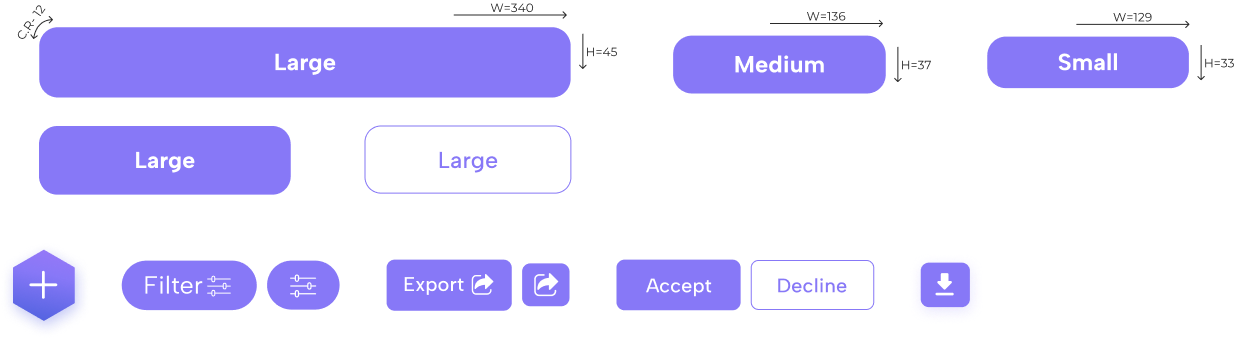 C.R- 12
W=340
W=136
W=129
Large
H=45
Medium
H=37
Small
H=33
Large
Large
Filter
Export
Accept
Decline